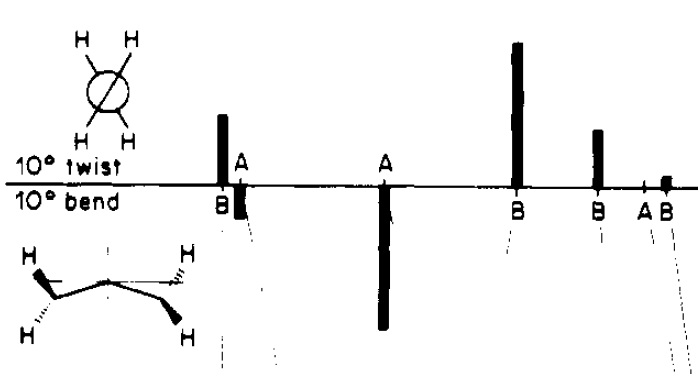 H H
H H
10° twist
A A
10° bend
B B B A B
H H
H H